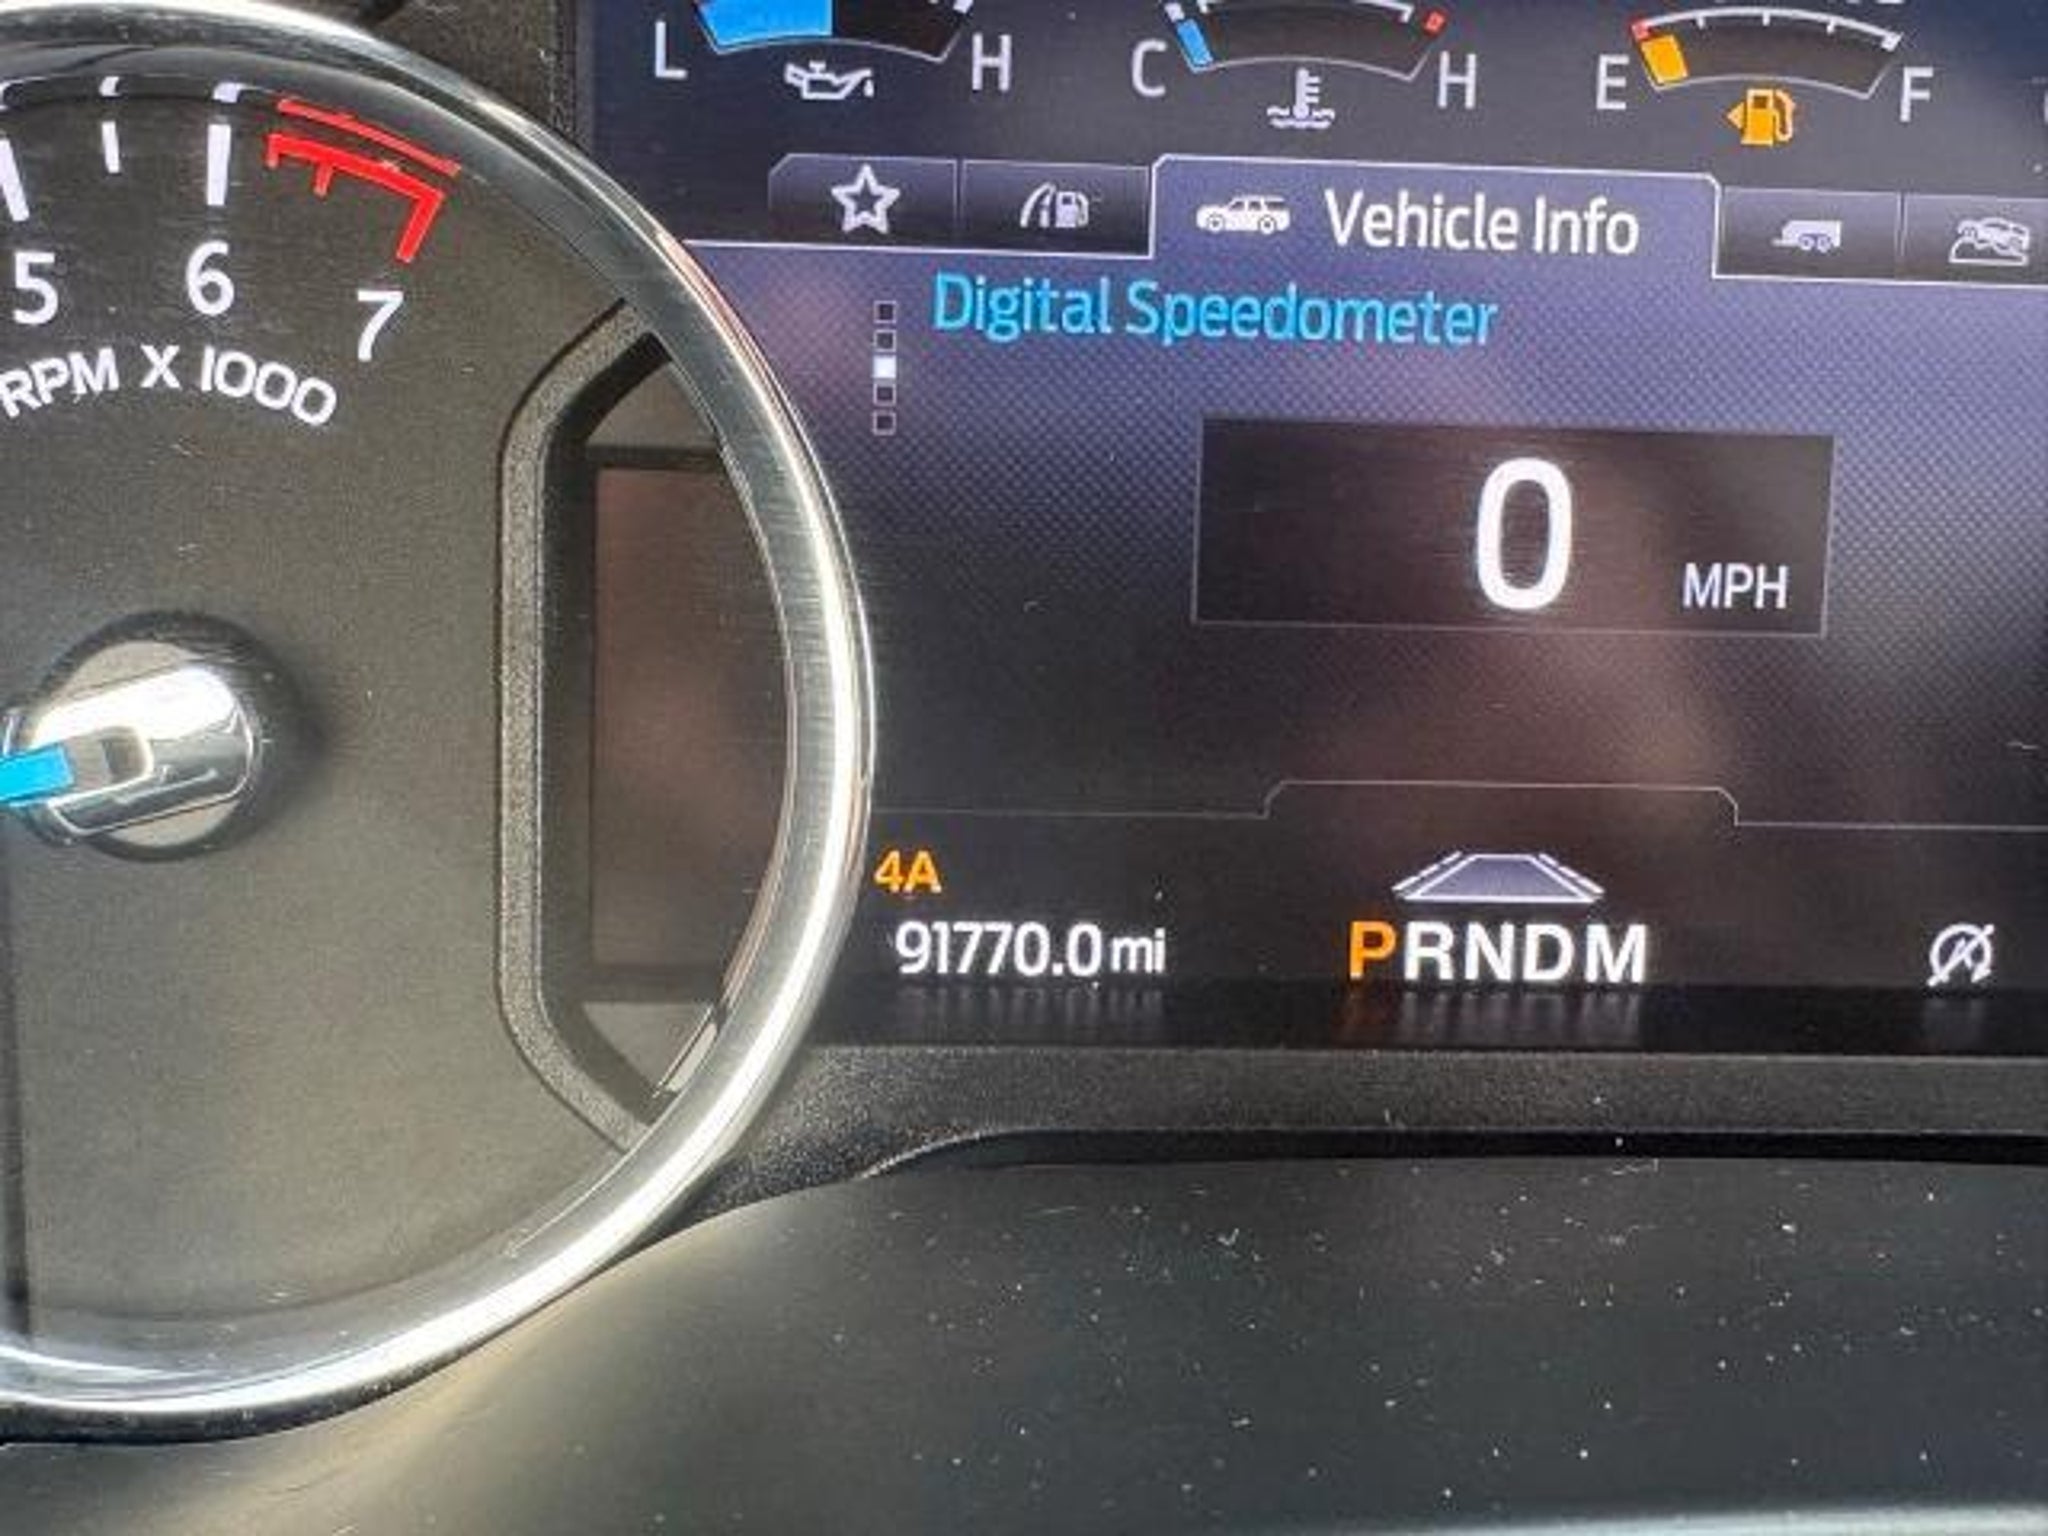 L H C H E F
Vehicle Info
Digital Speedometer
5 6 7
RPM X 1000
0 MPH
4A
91770.0 mi
PRNDM